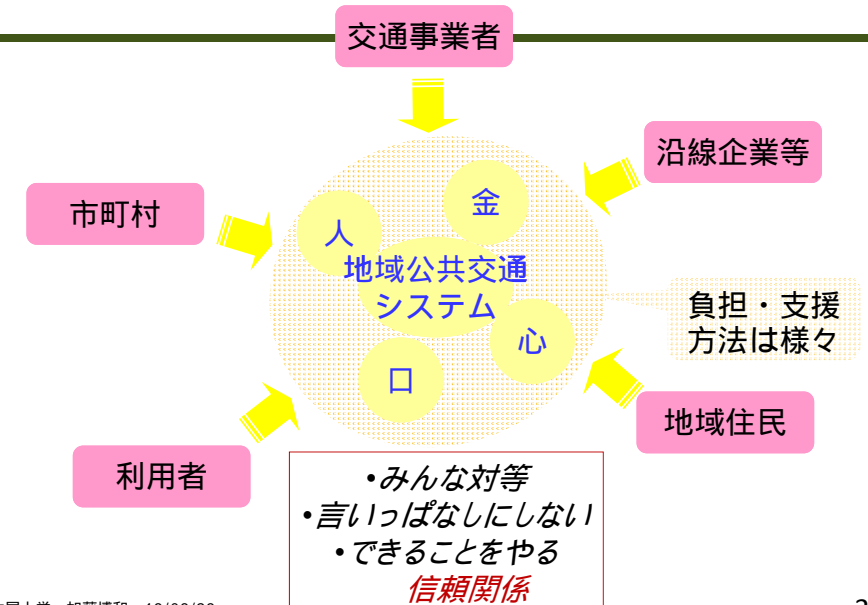 交通事業者
沿線企業等
市町村
金
人
地域公共交通
システム
心
口
負担・支援
方法は様々
地域住民
利用者
•みんな対等
•言いっぱなしにしない
•できることをやる
信頼関係